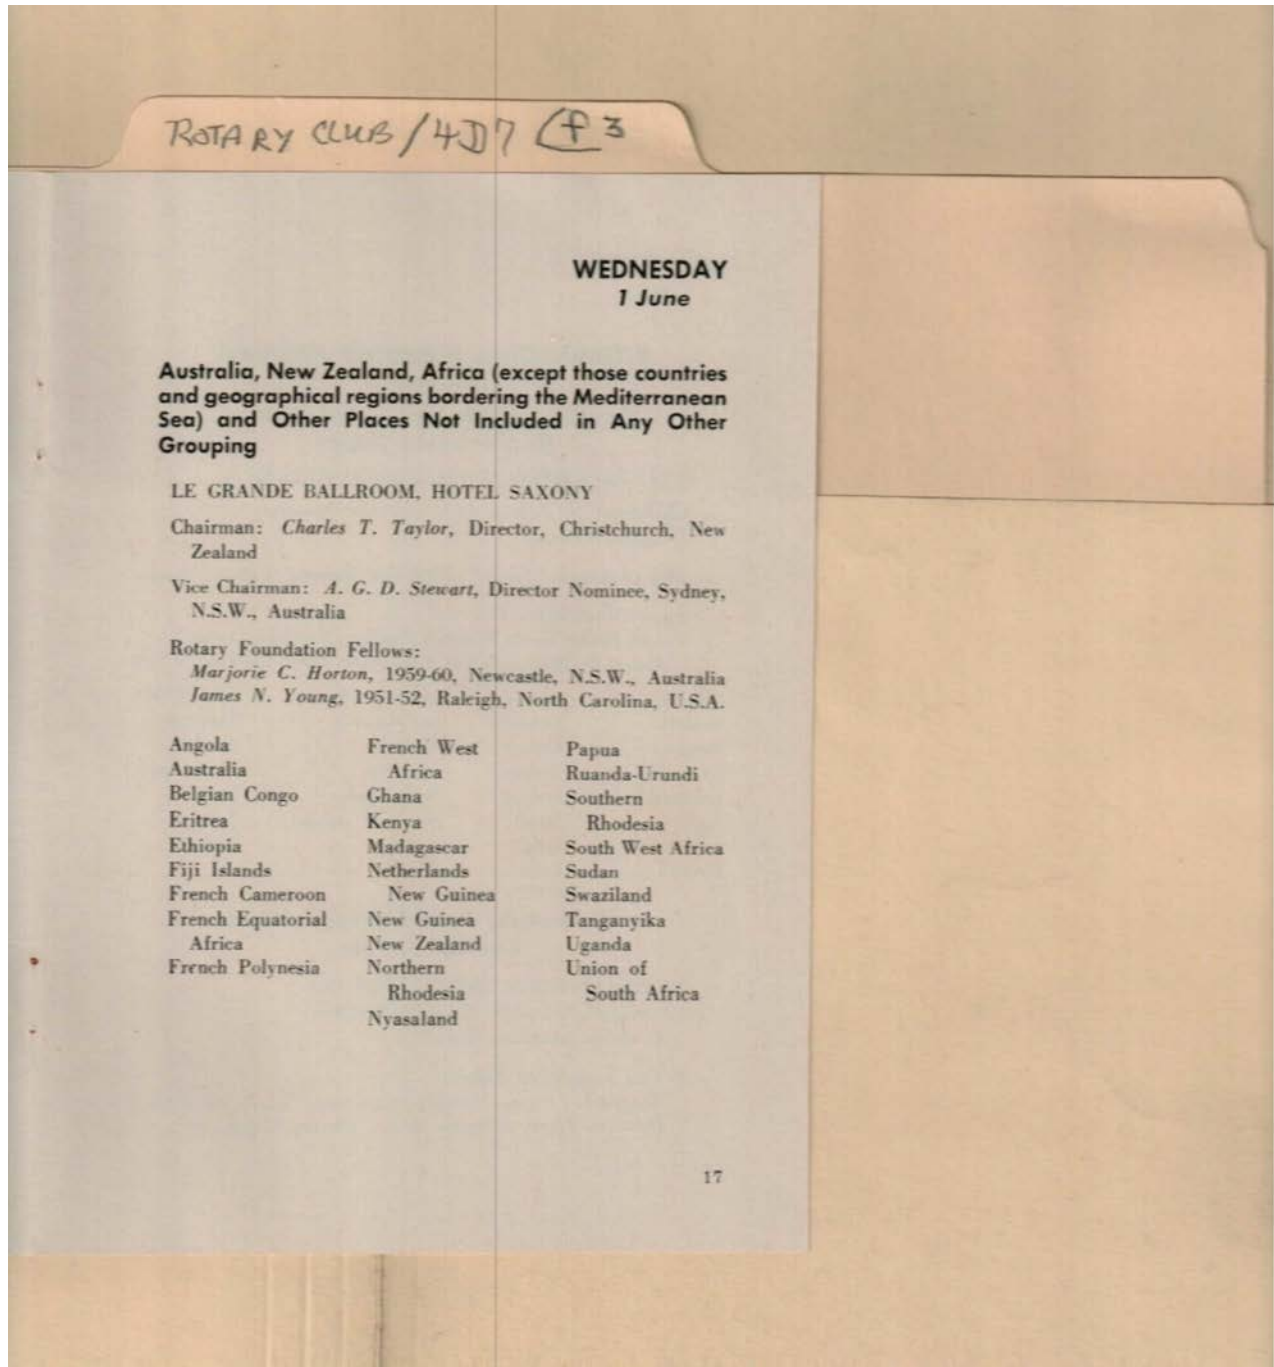 ROTARY CLUB/4D7 f3
WEDNESDAY
1 June
Australia, New Zealand, Africa (except those countries
and geographical regions bordering the Mediterranean
Sea) and Other Places Not Included in Any Other
Grouping
LE GRANDE BALLROOM, HOTEL SAXONY
Chairman: Charles T. Taylor, Director, Christchurch, New
Zealand
Vice Chairman: A. G. D. Stewart, Director Nominee, Sydney,
N.S.W., Australia
Rotary Foundation Fellows:
Marjorie C. Horton, 1959-60, Newcastle, N.S.W., Australia
James N. Young, 1951-52, Raleigh, North Carolina, U.S.A.
Angola
Australia
Belgian Congo
Eritrea
Ethiopia
Fiji Islands
French Cameroon
French Equatorial
Africa
French Polynesia
French West
Africa
Ghana
Kenya
Madagascar
Netherlands
New Guinea
New Guinea
New Zealand
Northern
Rhodesia
Nyasaland
Papua
Ruanda-Urundi
Southern
Rhodesia
South West Africa
Sudan
Swaziland
Tanganyika
Uganda
Union of
South Africa
17